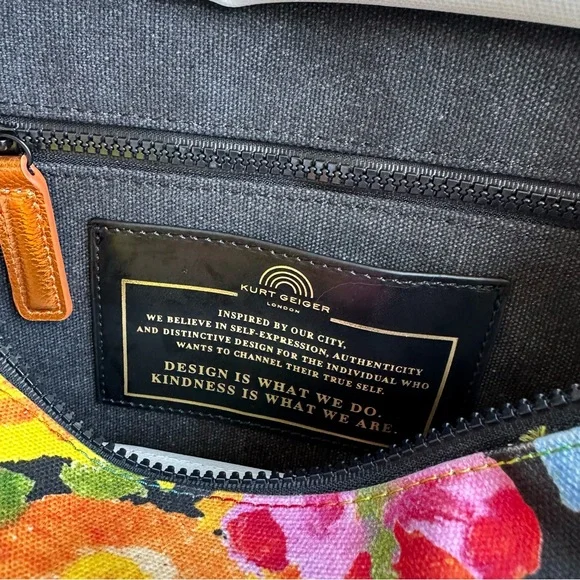 KURT GEIGER
LONDON
INSPIRED BY OUR CITY,
WE BELIEVE IN SELF-EXPRESSION, AUTHENTICITY
AND DISTINCTIVE DESIGN FOR THE INDIVIDUAL WHO
WANTS TO CHANNEL THEIR TRUE SELF.
DESIGN IS WHAT WE DO.
KINDNESS IS WHAT WE ARE.